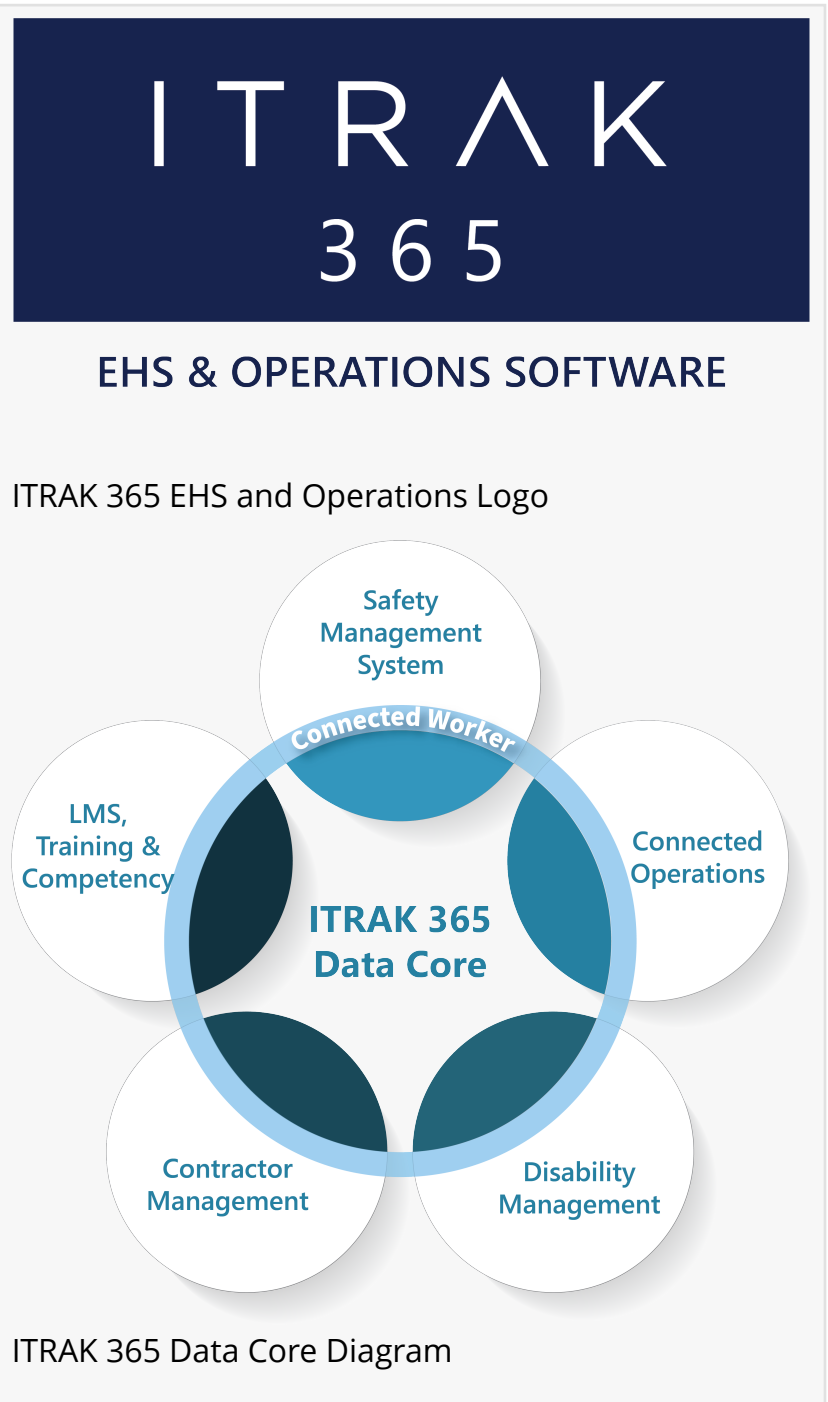 ITRAK
365
EHS & OPERATIONS SOFTWARE
ITRAK 365 EHS and Operations Logo
Safety
Management
System
Connected Worker
LMS,
Training &
Competency
Connected
Operations
ITRAK 365
Data Core
Contractor
Management
Disability
Management
ITRAK 365 Data Core Diagram